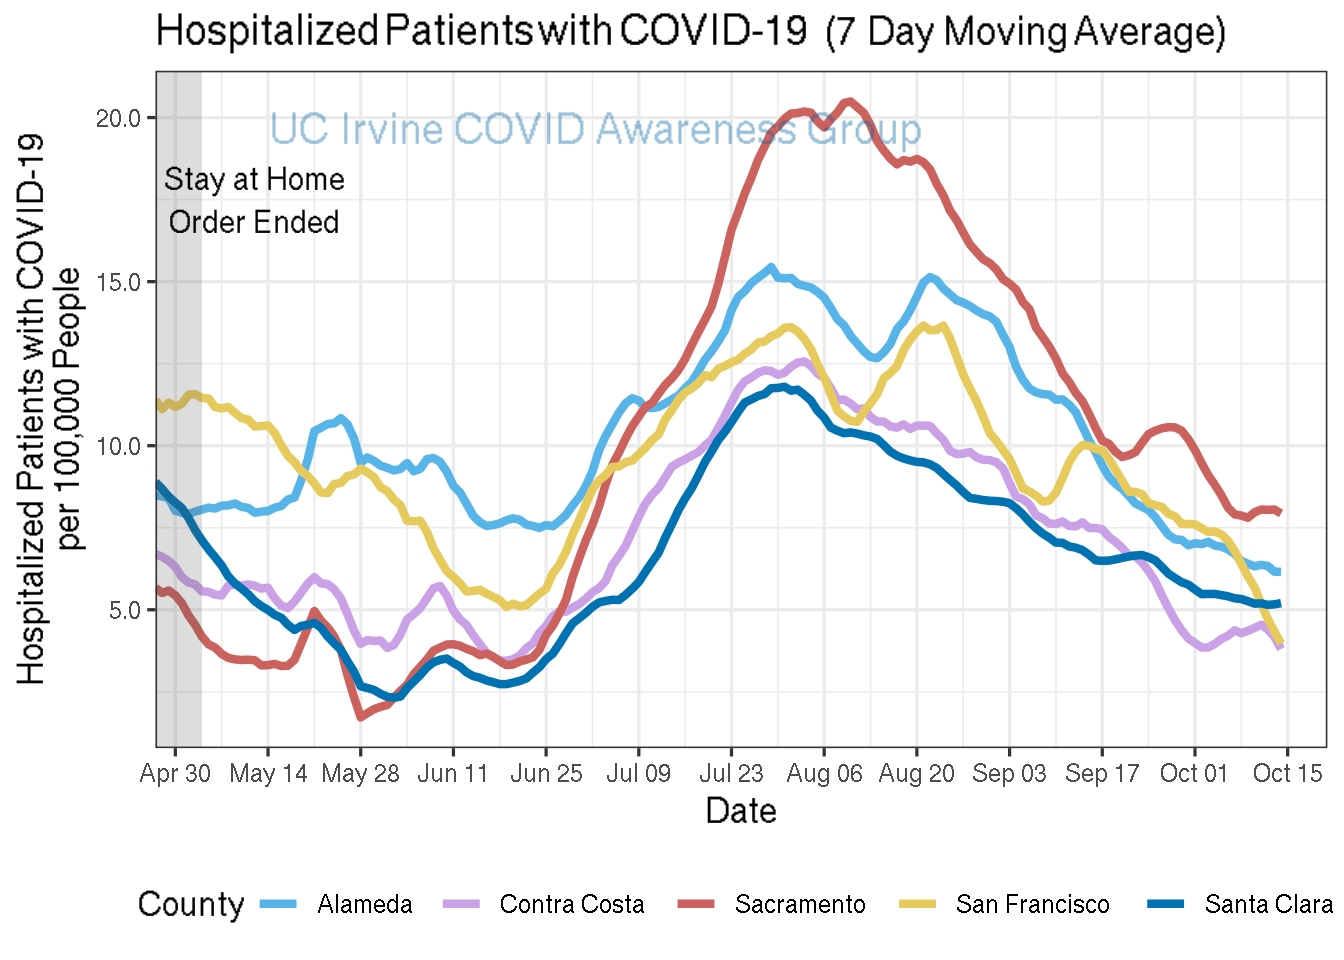 Hospitalized Patients with COVID-19 (7 Day Moving Average)
UC Irvine COVID Awareness Group
Stay at Home
Order Ended
Hospitalized Patients with COVID-19
per 100,000 People
20.0
15.0
10.0
5.0
Apr 30 May 14 May 28 Jun 11 Jun 25 Jul 09 Jul 23 Aug 06 Aug 20 Sep 03 Sep 17 Oct 01 Oct 15
Date
County Alameda Contra Costa Sacramento San Francisco Santa Clara